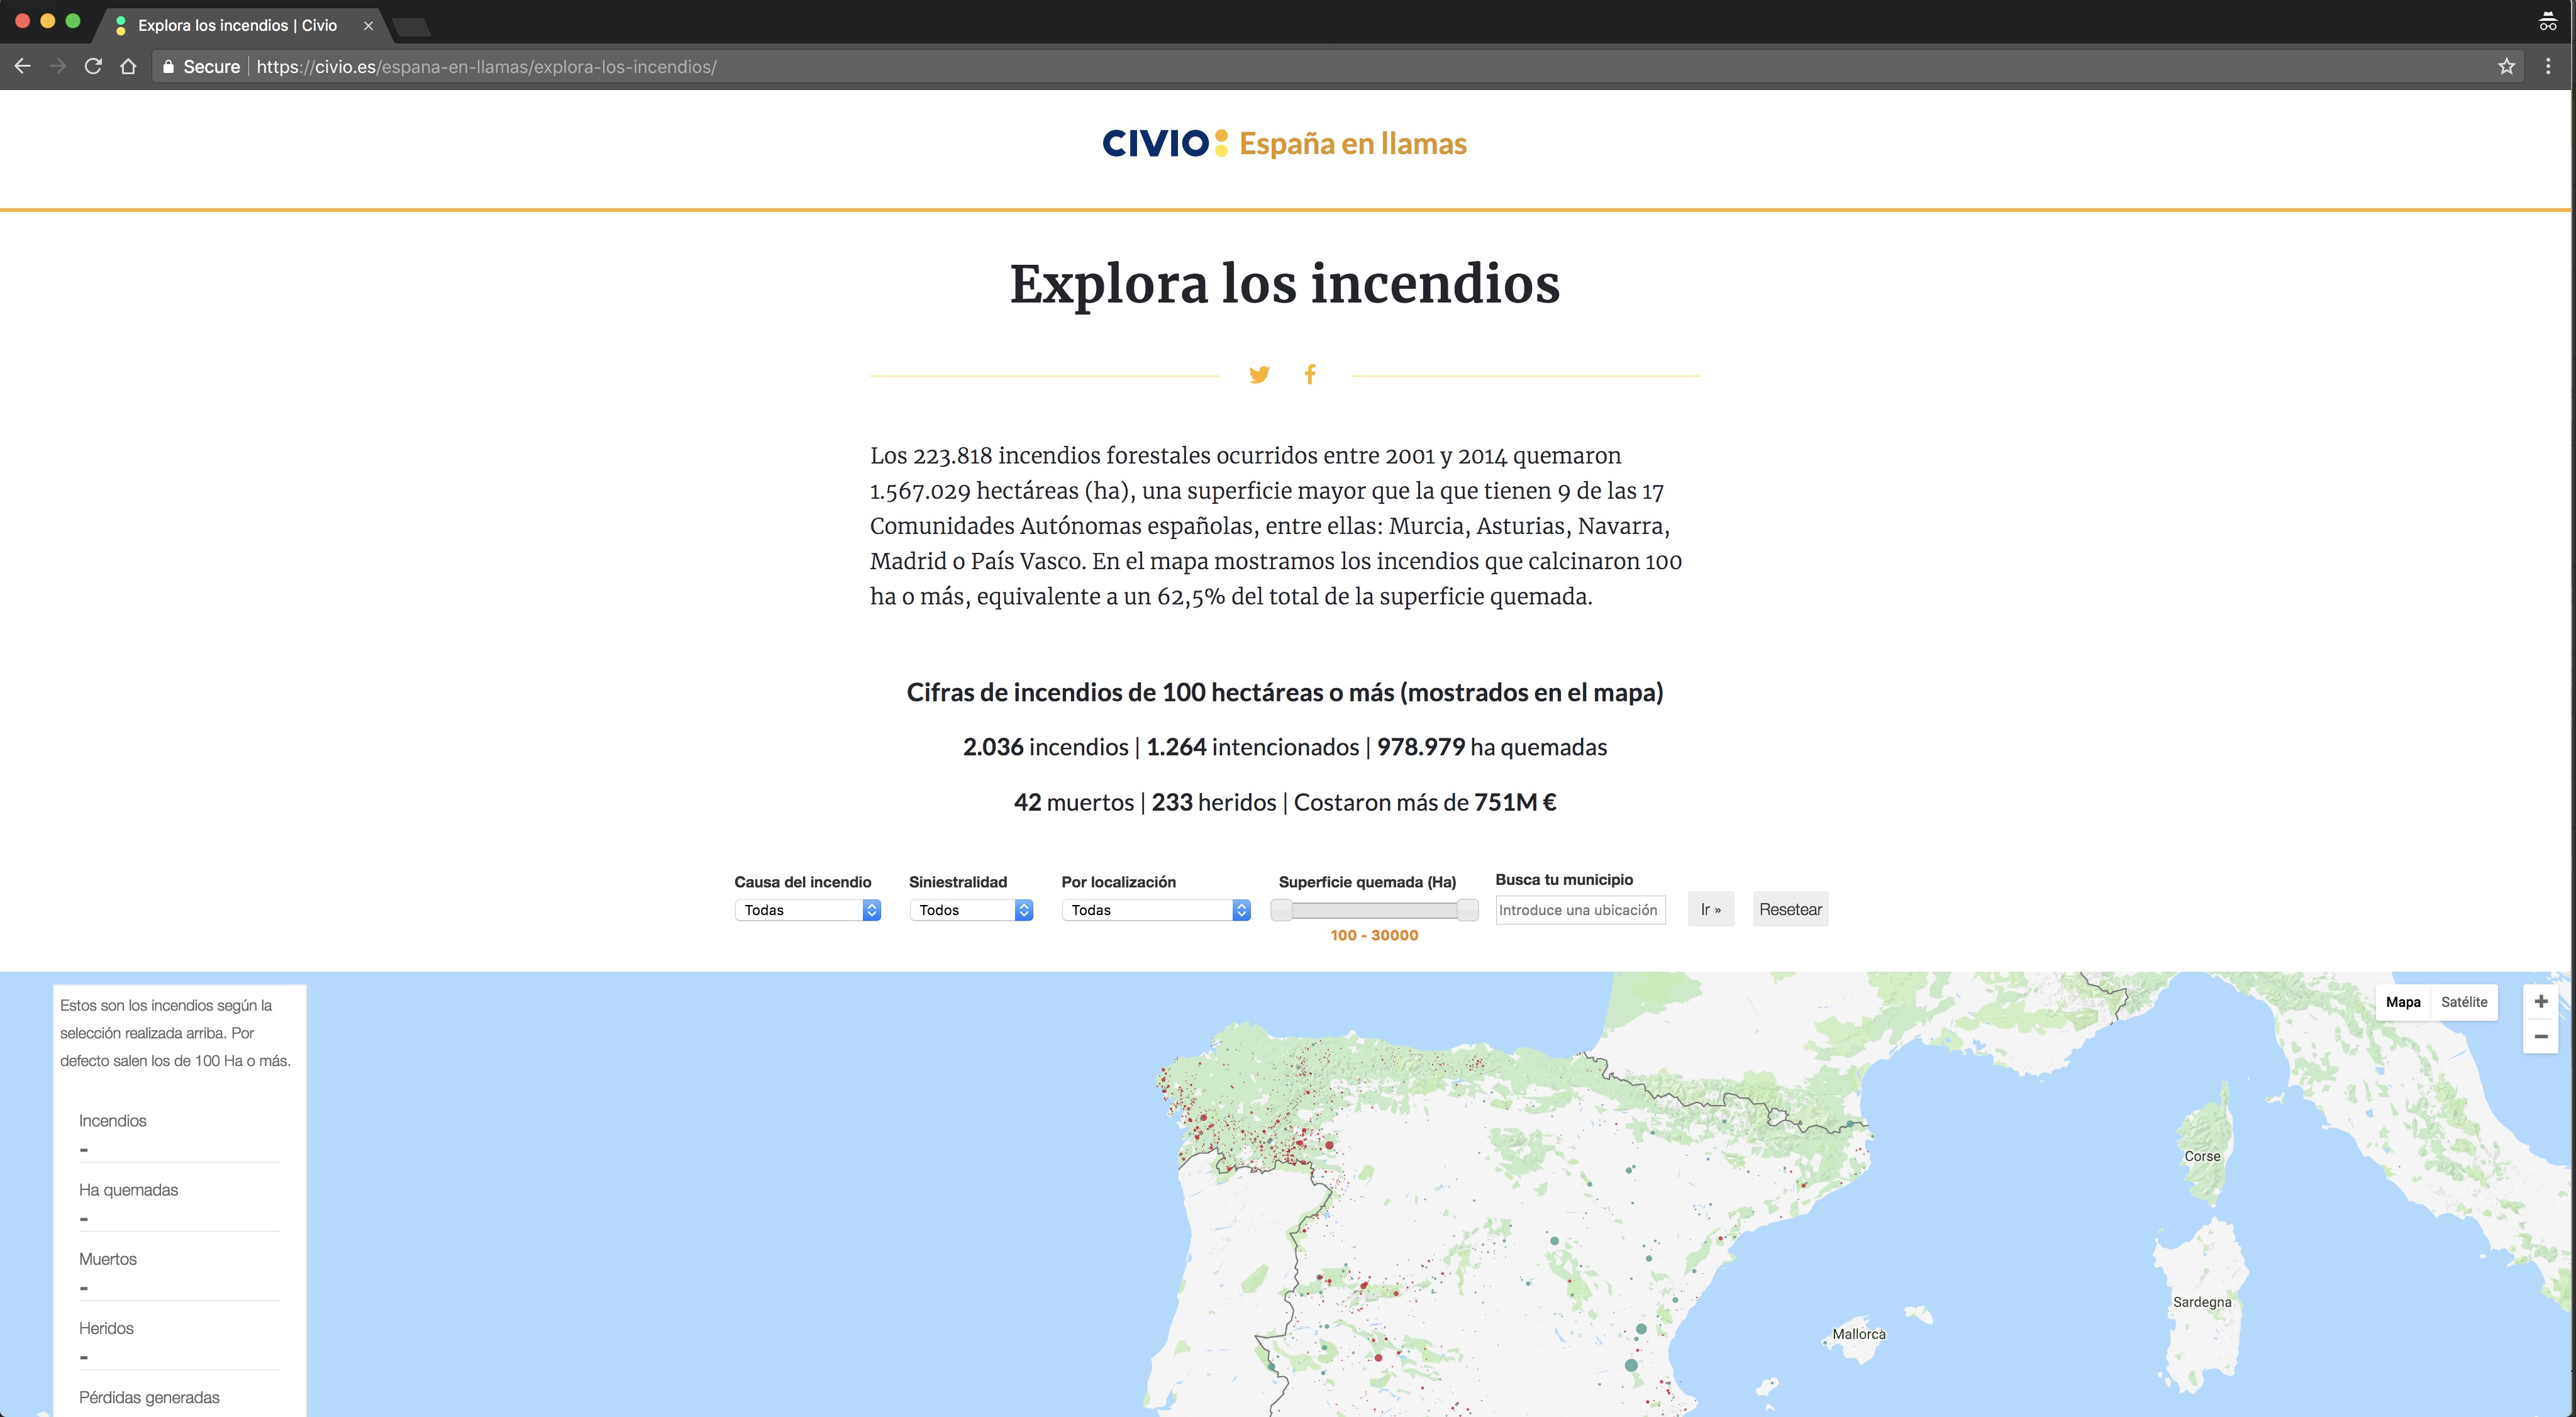 Explora los incendios | Civio
Secure https://civio.es/espana-en-llamas/explora-los-incendios/
CIVIO España en llamas
Explora los incendios
Los 223.818 incendios forestales ocurridos entre 2001 y 2014 quemaron
1.567.029 hectáreas (ha), una superficie mayor que la que tienen 9 de las 17
Comunidades Autónomas españolas, entre ellas: Murcia, Asturias, Navarra,
Madrid o País Vasco. En el mapa mostramos los incendios que calcinaron 100
ha o más, equivalente a un 62,5% del total de la superficie quemada.
Cifras de incendios de 100 hectáreas o más (mostrados en el mapa)
2.036 incendios | 1.264 intencionados | 978.979 ha quemadas
42 muertos | 233 heridos | Costaron más de 751M €
Causa del incendio Siniestralidad Por localización Superficie quemada (Ha) Busca tu municipio
Todas Todos Todas Introduce una ubicación Ir » Resetear
100 - 30000
Estos son los incendios según la
selección realizada arriba. Por
defecto salen los de 100 Ha o más.
Incendios
-
Ha quemadas
-
Muertos
-
Heridos
-
Pérdidas generadas
Mapa Satélite
+
−
Corse
Sardegna
Mallorca